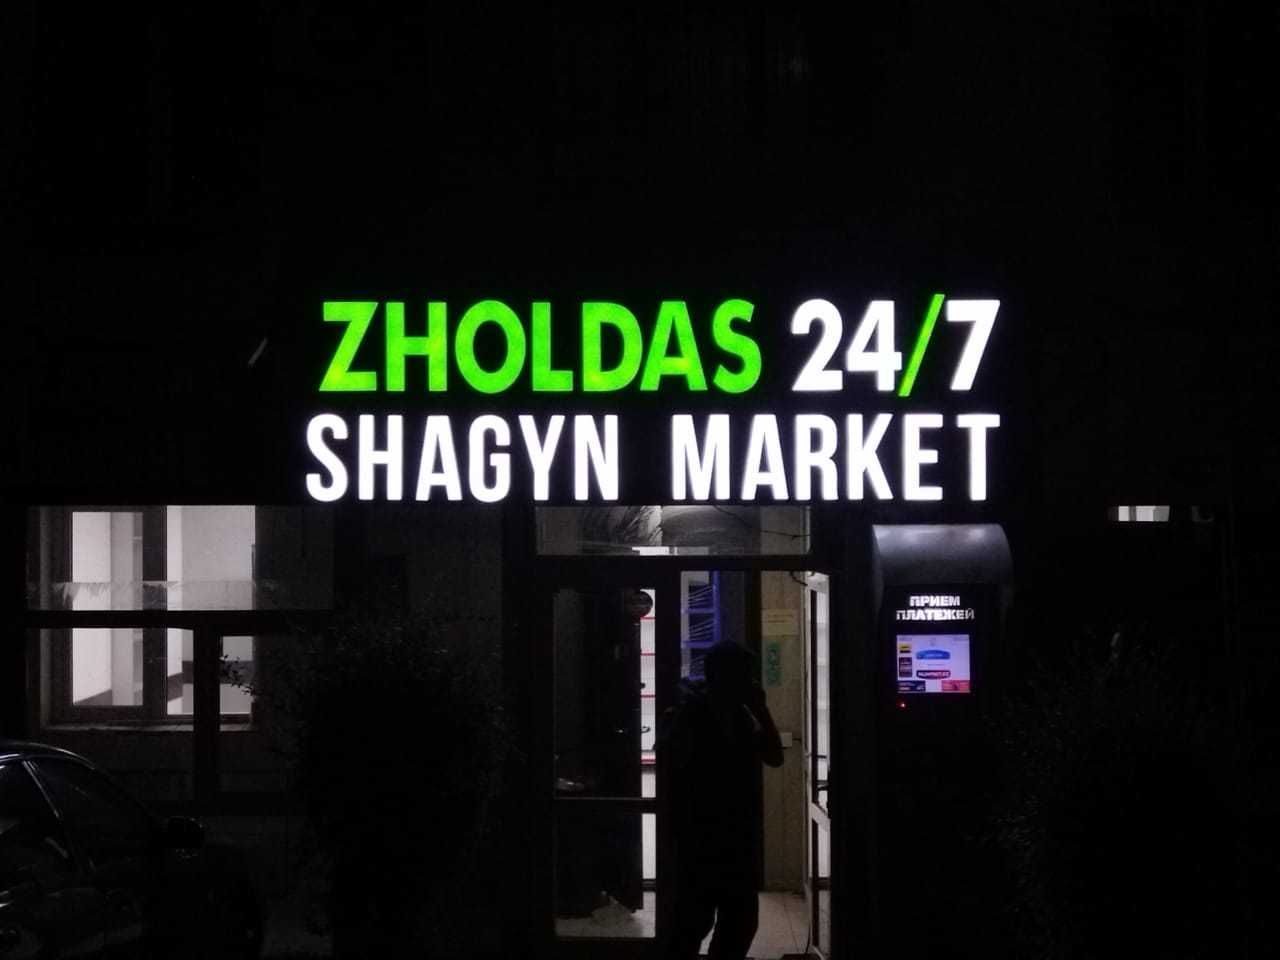 ZHOLDAS 24/7
SHAGYN MARKET
ПРИЕМ
ПЛАТЕЖЕЙ